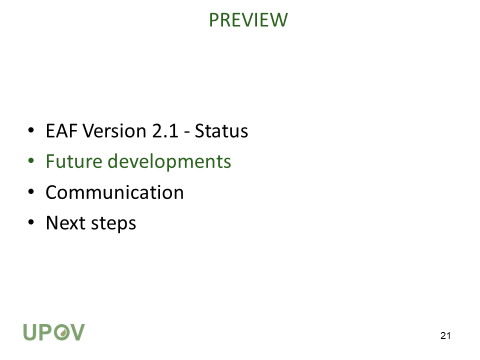 PREVIEW
• EAF Version 2.1 - Status
• Future developments
• Communication
• Next steps
UPOV
21